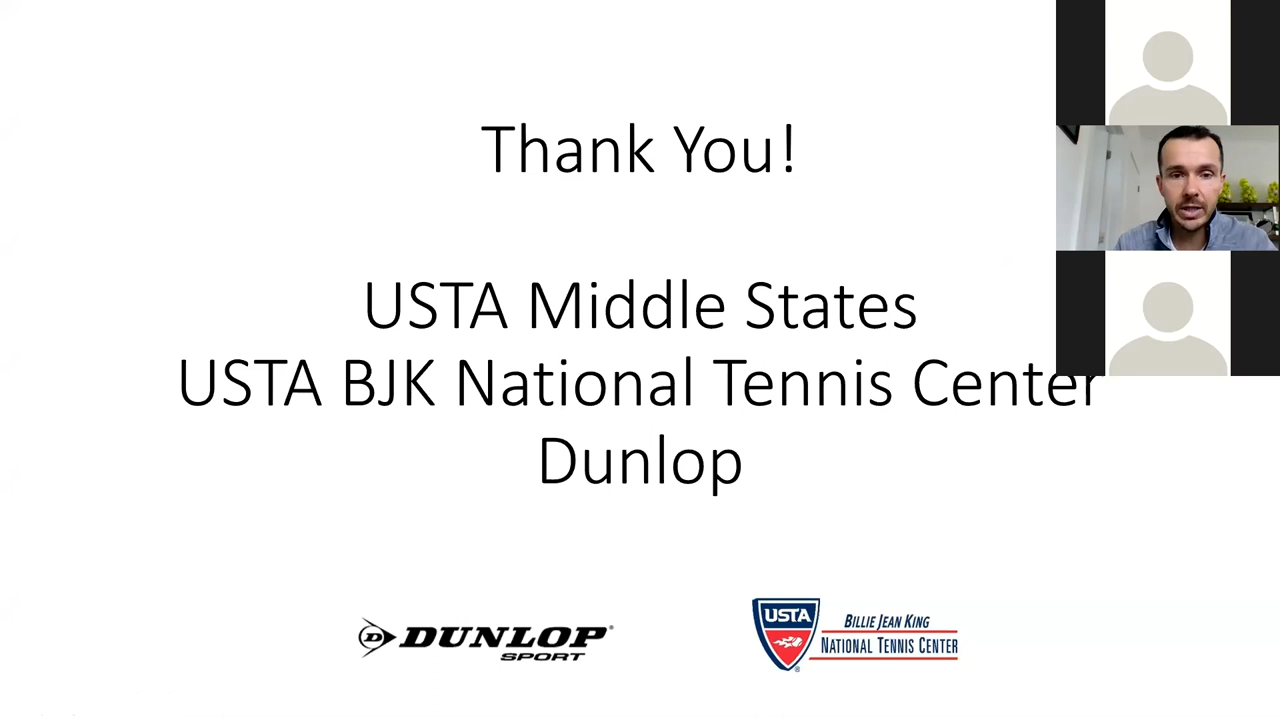 Thank You!
USTA Middle States
USTA BJK National Tennis Center
Dunlop
DUNLOP
SPORT
USTA
BILLIE JEAN KING
NATIONAL TENNIS CENTER